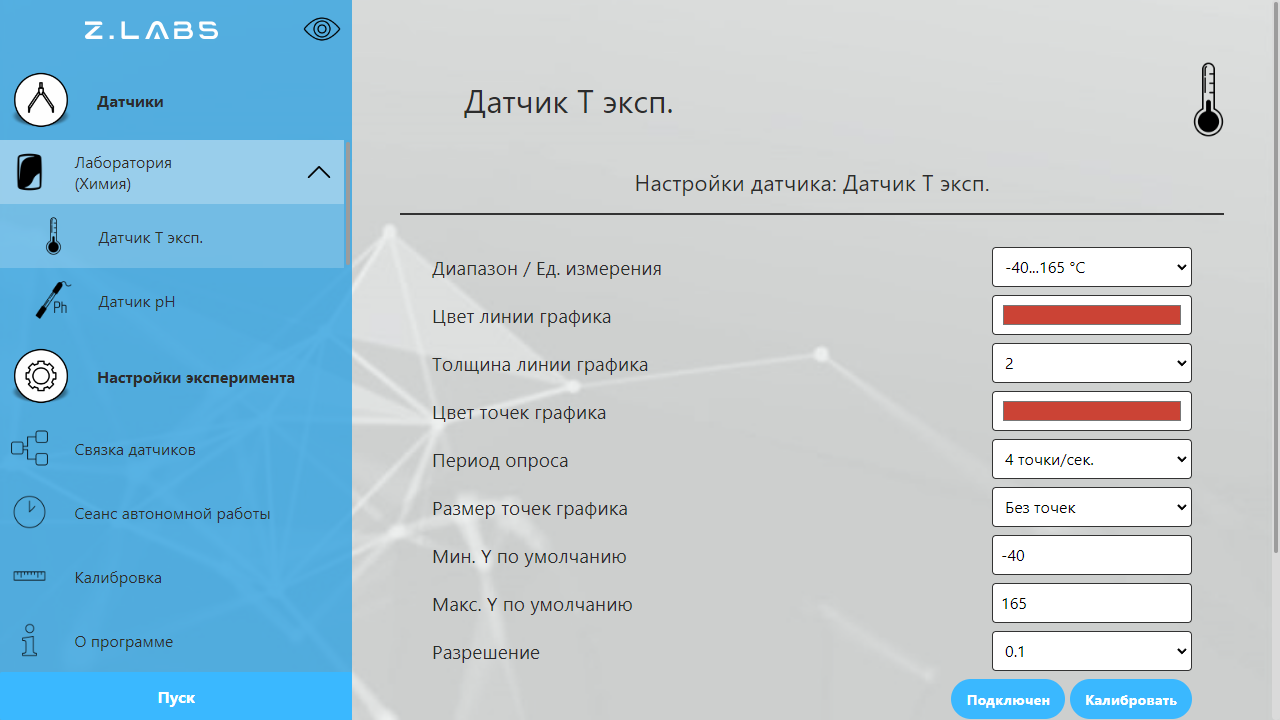 Z.LABS
Датчики
Лаборатория
(Химия)
Датчик Т эксп.
Ph
Датчик pH
Настройки эксперимента
Связка датчиков
Сеанс автономной работы
Калибровка
О программе
Пуск
Датчик Т эксп.
Настройки датчика: Датчик Т эксп.
Диапазон / Ед. измерения
-40...165 °C
Цвет линии графика
Толщина линии графика
2
Цвет точек графика
Период опроса
4 точки/сек.
Размер точек графика
Без точек
Мин. Y по умолчанию
-40
Макс. Y по умолчанию
165
Разрешение
0.1
Подключен
Калибровать